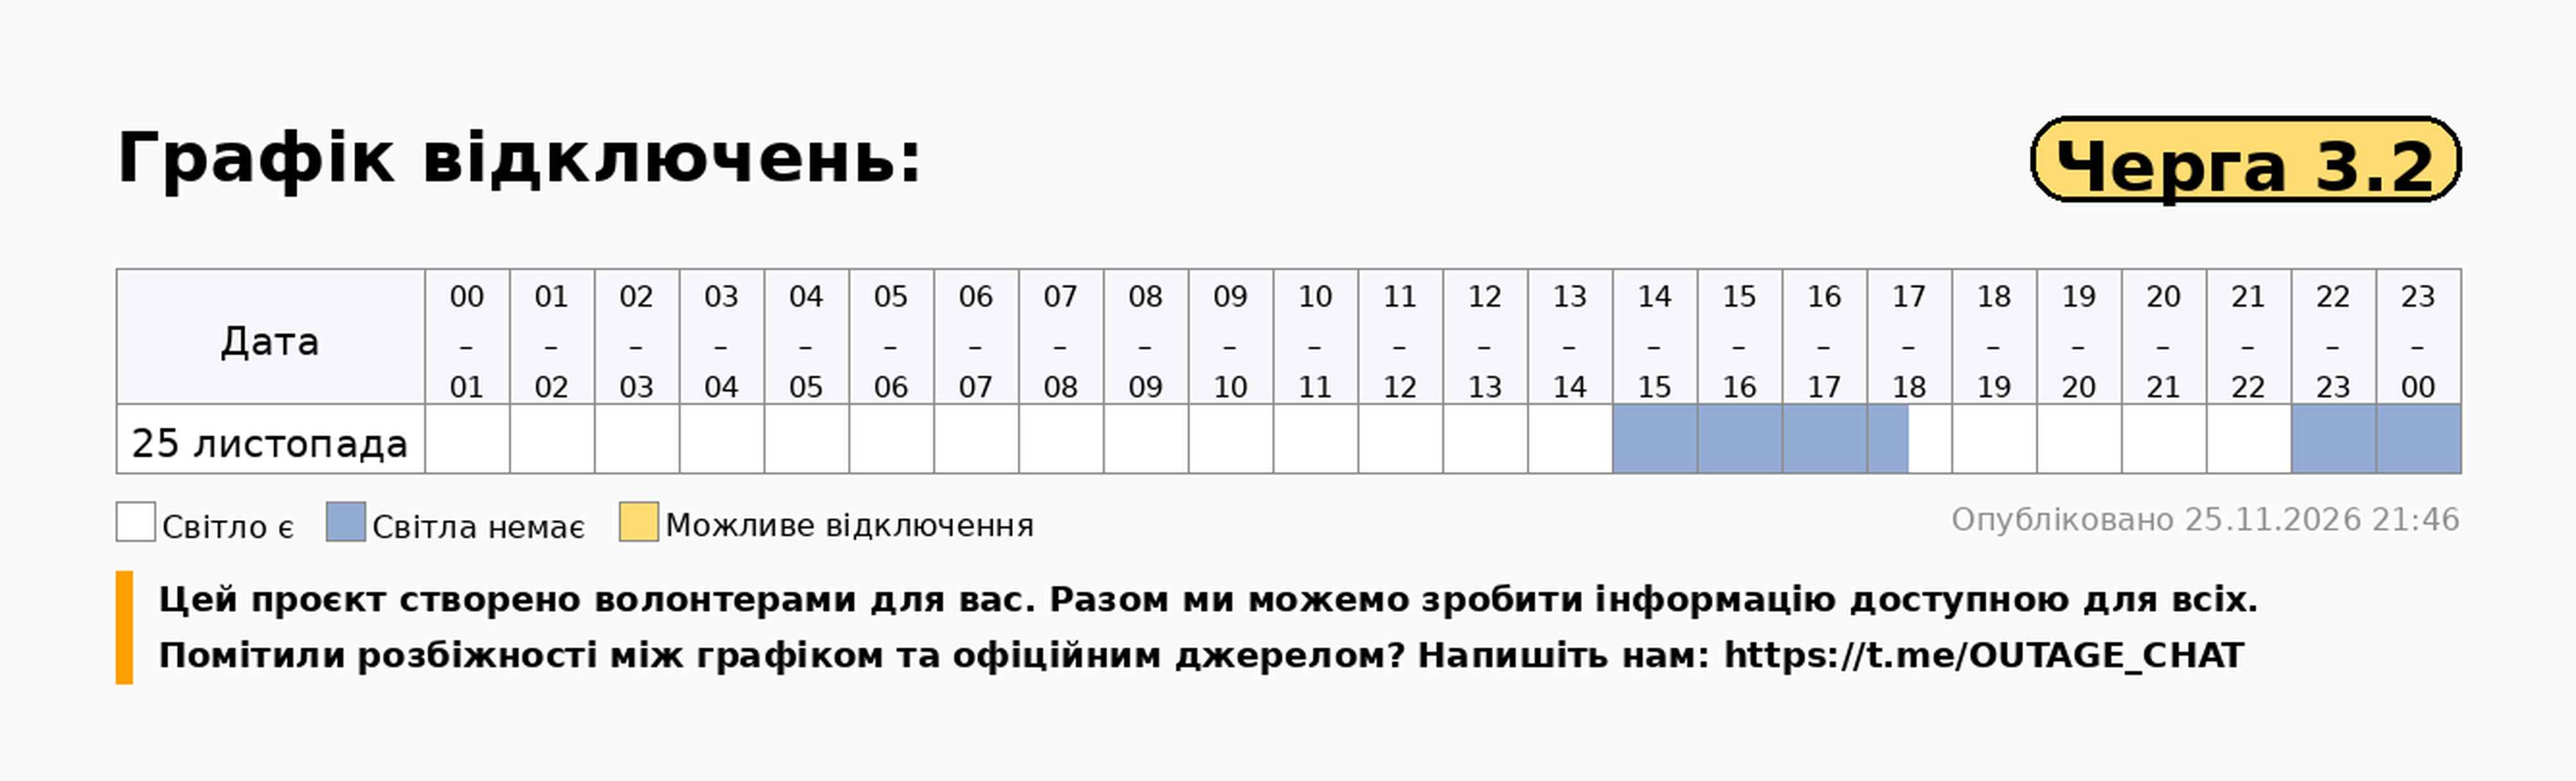 Графік відключень:
Черга 3.2
Дата
00 – 01
01 – 02
02 – 03
03 – 04
04 – 05
05 – 06
06 – 07
07 – 08
08 – 09
09 – 10
10 – 11
11 – 12
12 – 13
13 – 14
14 – 15
15 – 16
16 – 17
17 – 18
18 – 19
19 – 20
20 – 21
21 – 22
22 – 23
23 – 00
25 листопада
Світло є
Світла немає
Можливе відключення
Опубліковано 25.11.2026 21:46
Цей проєкт створено волонтерами для вас. Разом ми можемо зробити інформацію доступною для всіх.
Помітили розбіжності між графіком та офіційним джерелом? Напишіть нам: https://t.me/OUTAGE_CHAT